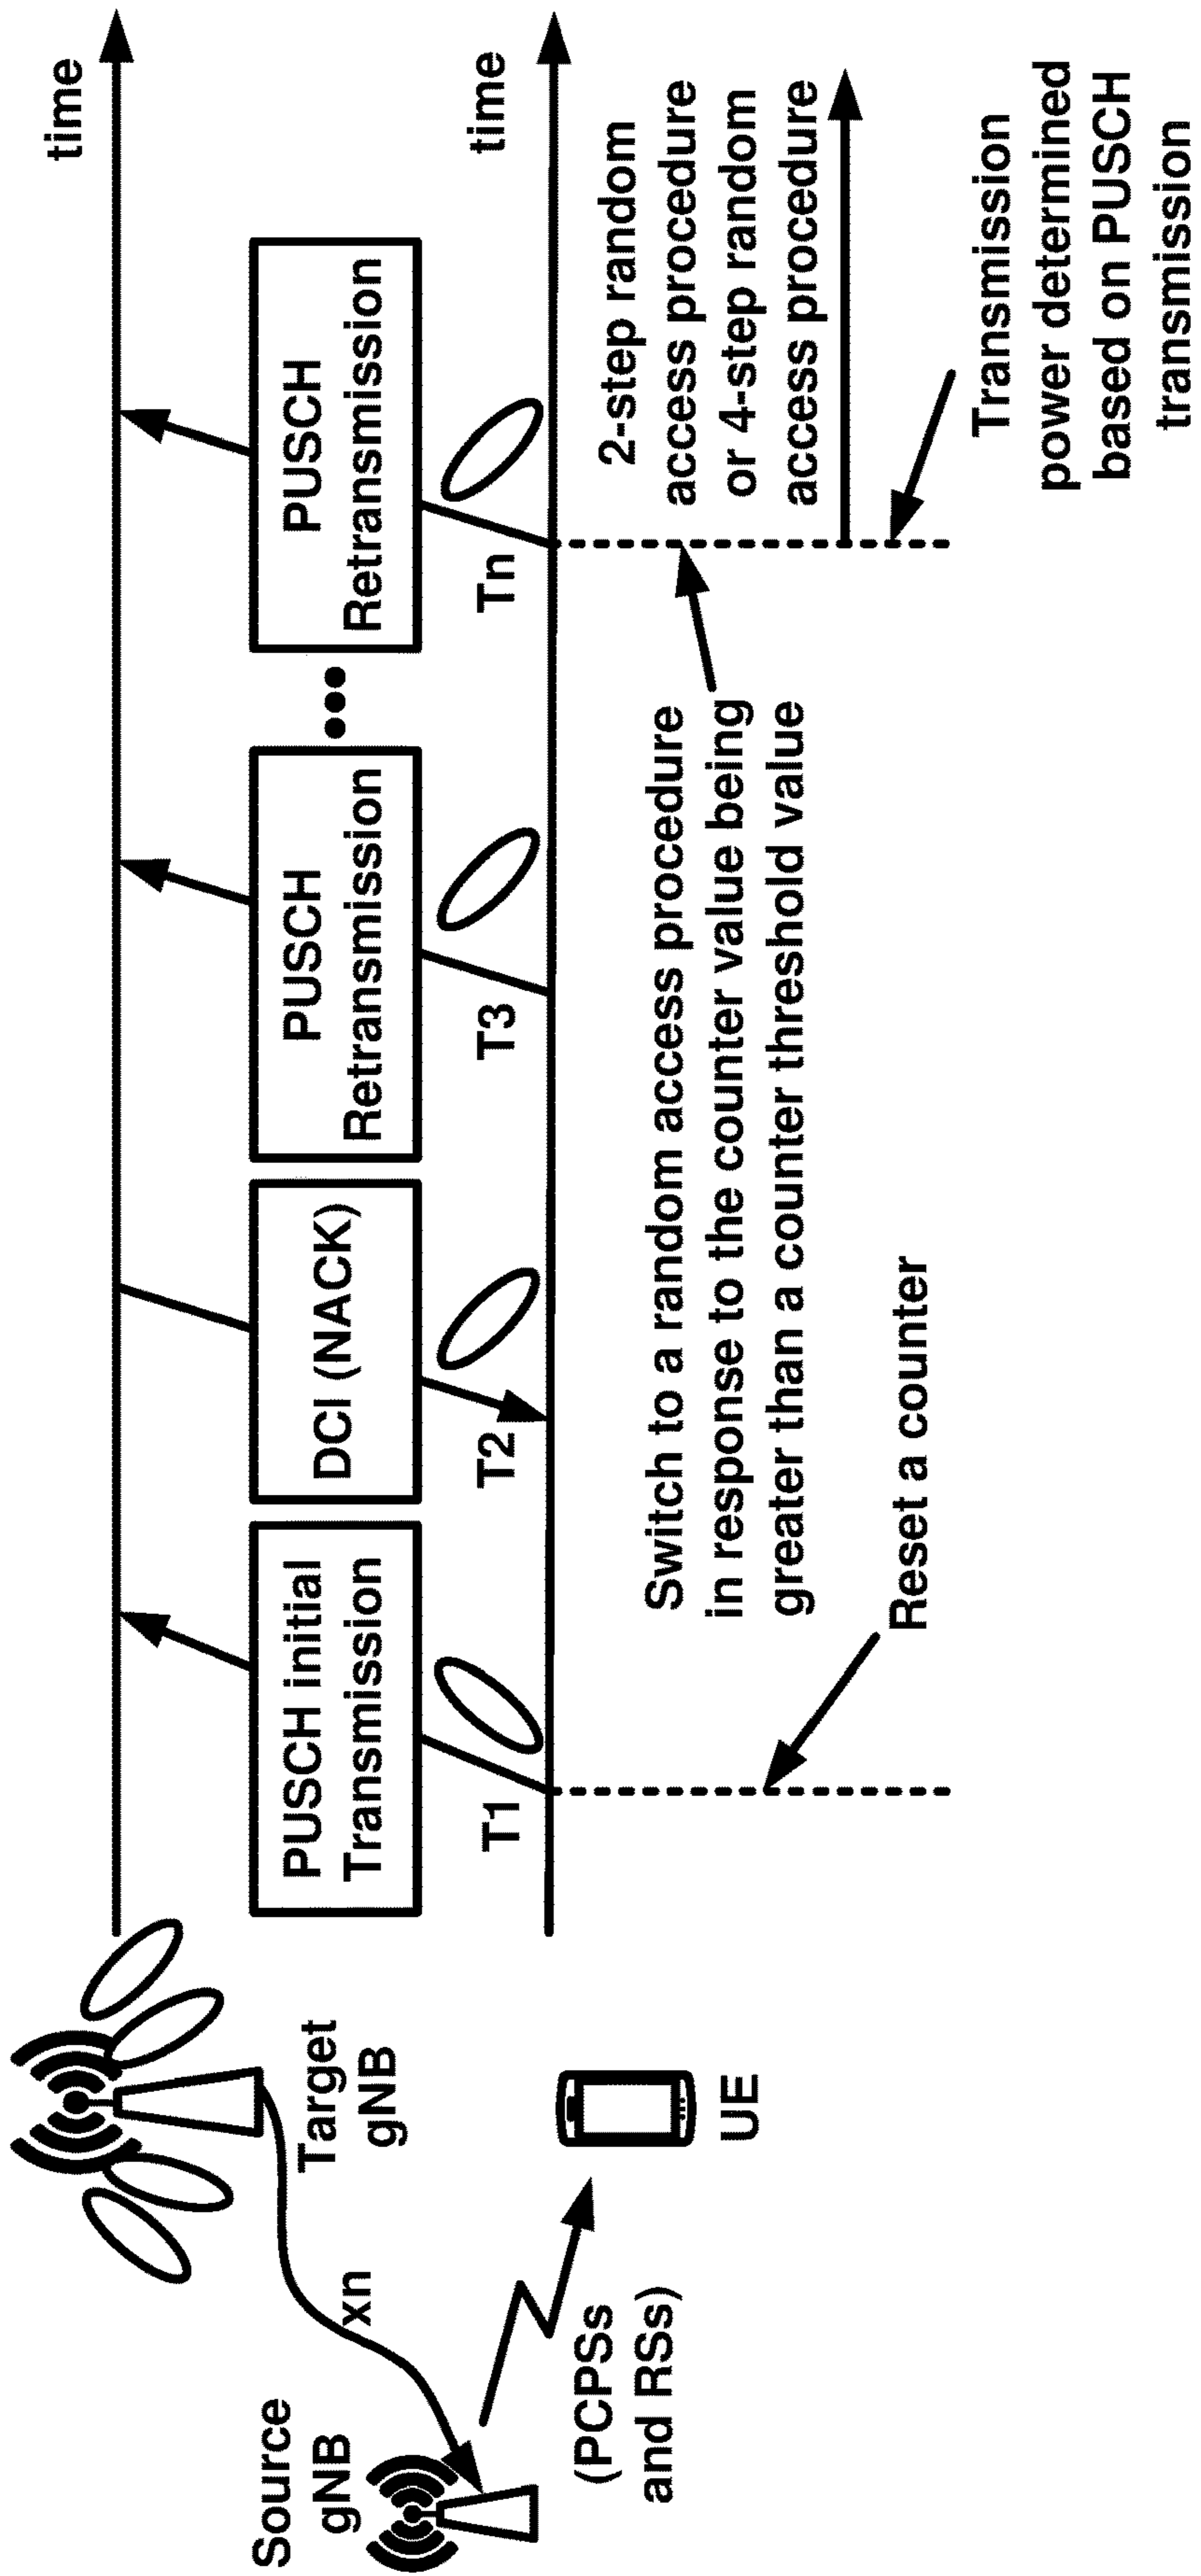 time
PUSCH initial
Transmission
DCI (NACK)
PUSCH
Retransmission
PUSCH
Retransmission
Target
gNB
xn
Source
gNB
T1
T2
T3
Tn
time
(PCPSs
and RSs)
UE
Switch to a random access procedure
in response to the counter value being
greater than a counter threshold value
2-step random
access procedure
or 4-step random
access procedure
Reset a counter
Transmission
power determined
based on PUSCH
transmission